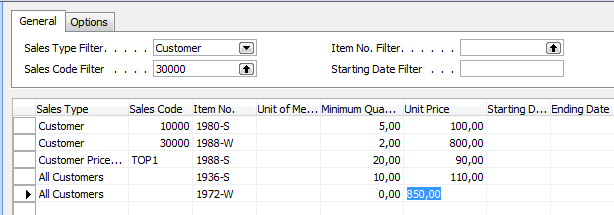 General Options
Sales Type Filter. . . . . Customer Item No. Filter. . . . .
Sales Code Filter . . . . 30000 Starting Date Filter . . .
Sales Type Sales Code Item No. Unit of Me... Minimum Qua... Unit Price Starting D... Ending Date
Customer 10000 1980-S 5,00 100,00
Customer 30000 1988-W 2,00 800,00
Customer Price... TOP1 1988-S 20,00 90,00
All Customers 1936-S 10,00 110,00
All Customers 1972-W 0,00 850,00